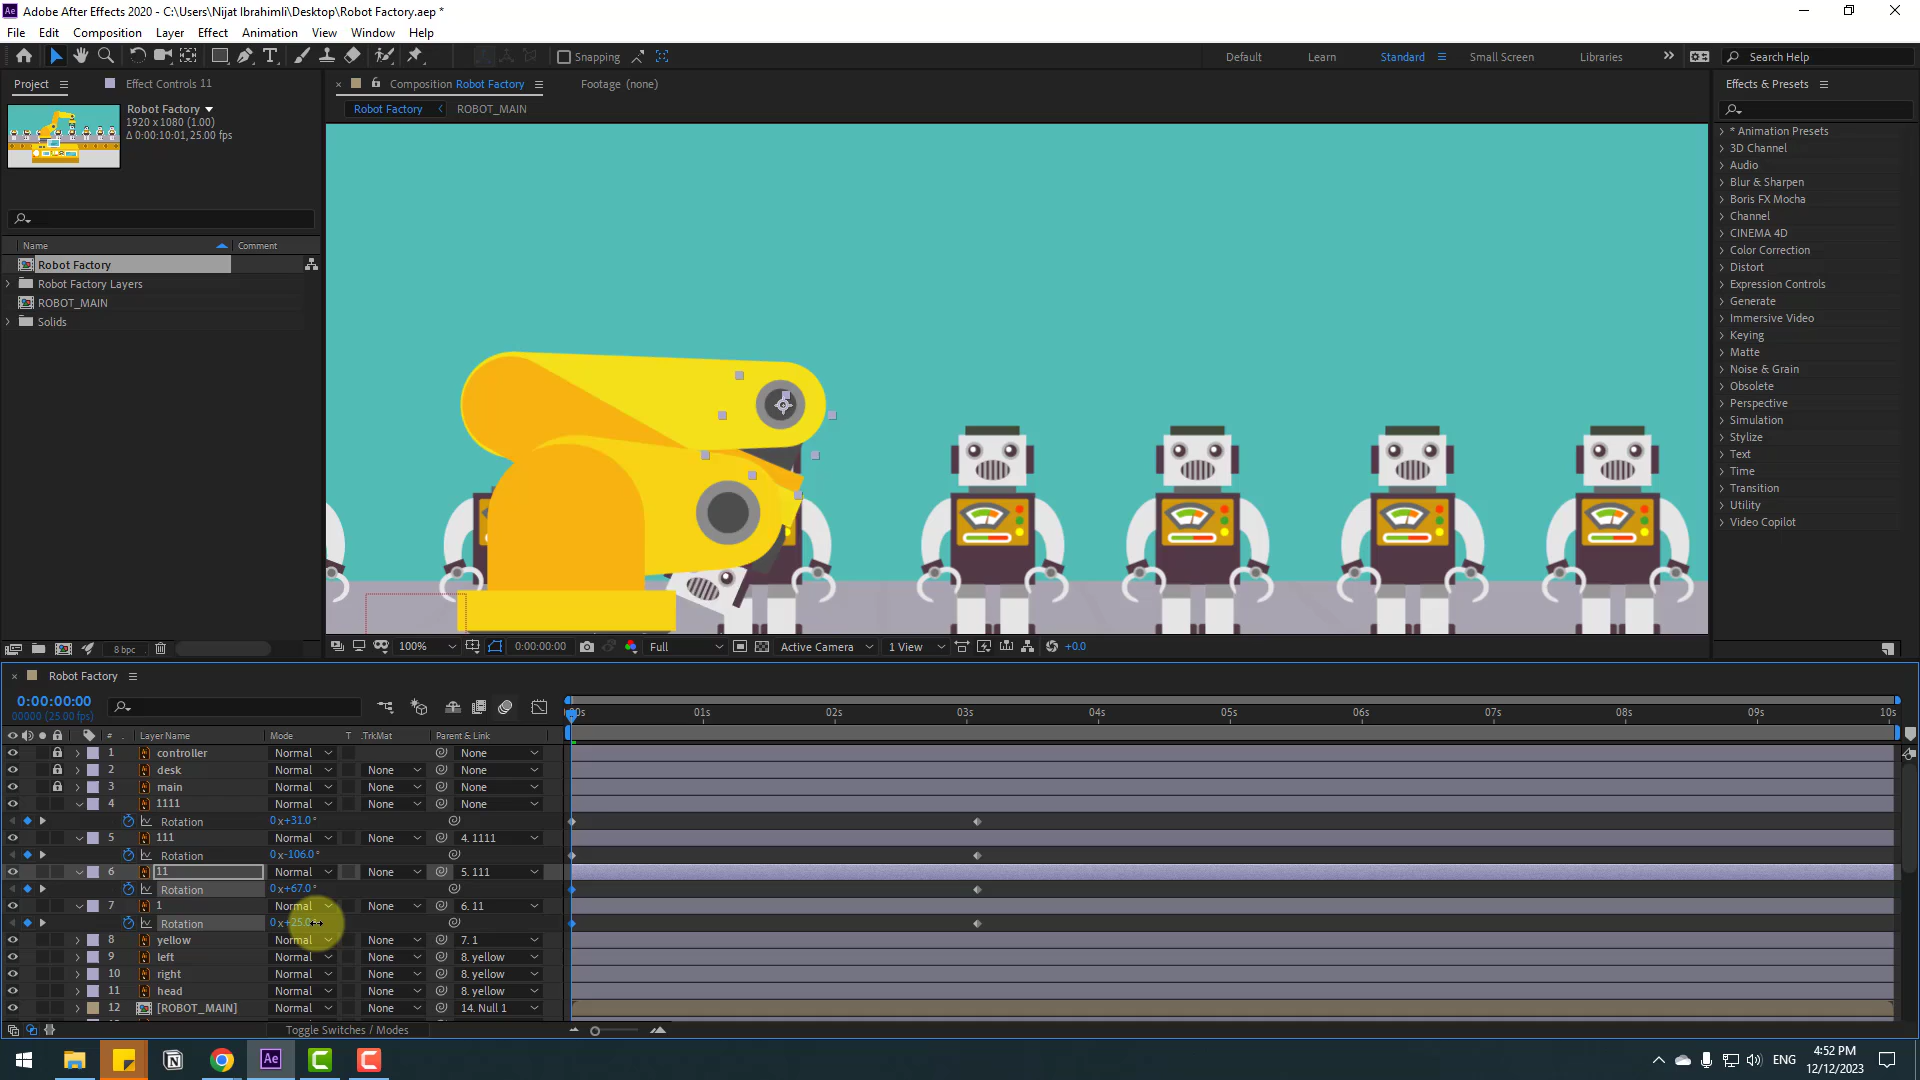 Adobe After Effects 2020 - C:\Users\Nijat Ibrahimli\Desktop\Robot Factory.aep *
File Edit Composition Layer Effect Animation View Window Help
Snapping
Default Learn Standard Small Screen Libraries
Search Help
Project
Effect Controls 11
Robot Factory
1920 x 1080 (1.00)
Δ 0:00:10:01, 25.00 fps
Name Comment
Robot Factory
Robot Factory Layers
ROBOT_MAIN
Solids
8 bpc
Composition Robot Factory
Footage (none)
Robot Factory ROBOT_MAIN
100% 0:00:00:00 Full Active Camera 1 View +0.0
Effects & Presets
* Animation Presets
3D Channel
Audio
Blur & Sharpen
Boris FX Mocha
Channel
CINEMA 4D
Color Correction
Distort
Expression Controls
Generate
Immersive Video
Keying
Matte
Noise & Grain
Obsolete
Perspective
Simulation
Stylize
Text
Time
Transition
Utility
Video Copilot
Robot Factory
0:00:00:00
00000 (25.00 fps)
:00s 01s 02s 03s 04s 05s 06s 07s 08s 09s 10s
# Layer Name Mode T .TrkMat Parent & Link
1 controller Normal None
2 desk Normal None None
3 main Normal None None
4 1111 Normal None None
Rotation 0x+31.0°
5 111 Normal None 4. 1111
Rotation 0x-106.0°
6 11 Normal None 5. 111
Rotation 0x+67.0°
7 1 Normal None 6. 11
Rotation 0x+25.0°
8 yellow Normal None 7. 1
9 left Normal None 8. yellow
10 right Normal None 8. yellow
11 head Normal None 8. yellow
12 [ROBOT_MAIN] Normal None 14. Null 1
Toggle Switches / Modes
ENG
4:52 PM
12/12/2023